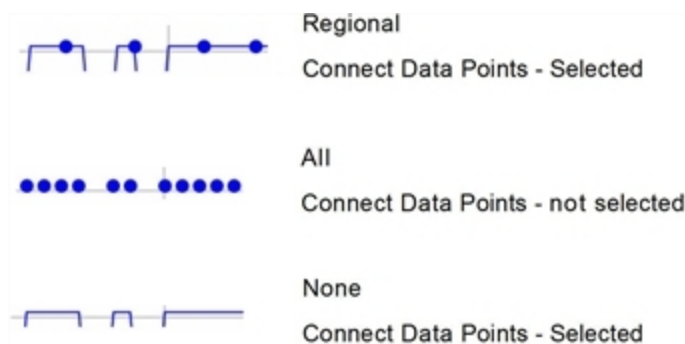 Regional
Connect Data Points - Selected
All
Connect Data Points - not selected
None
Connect Data Points - Selected